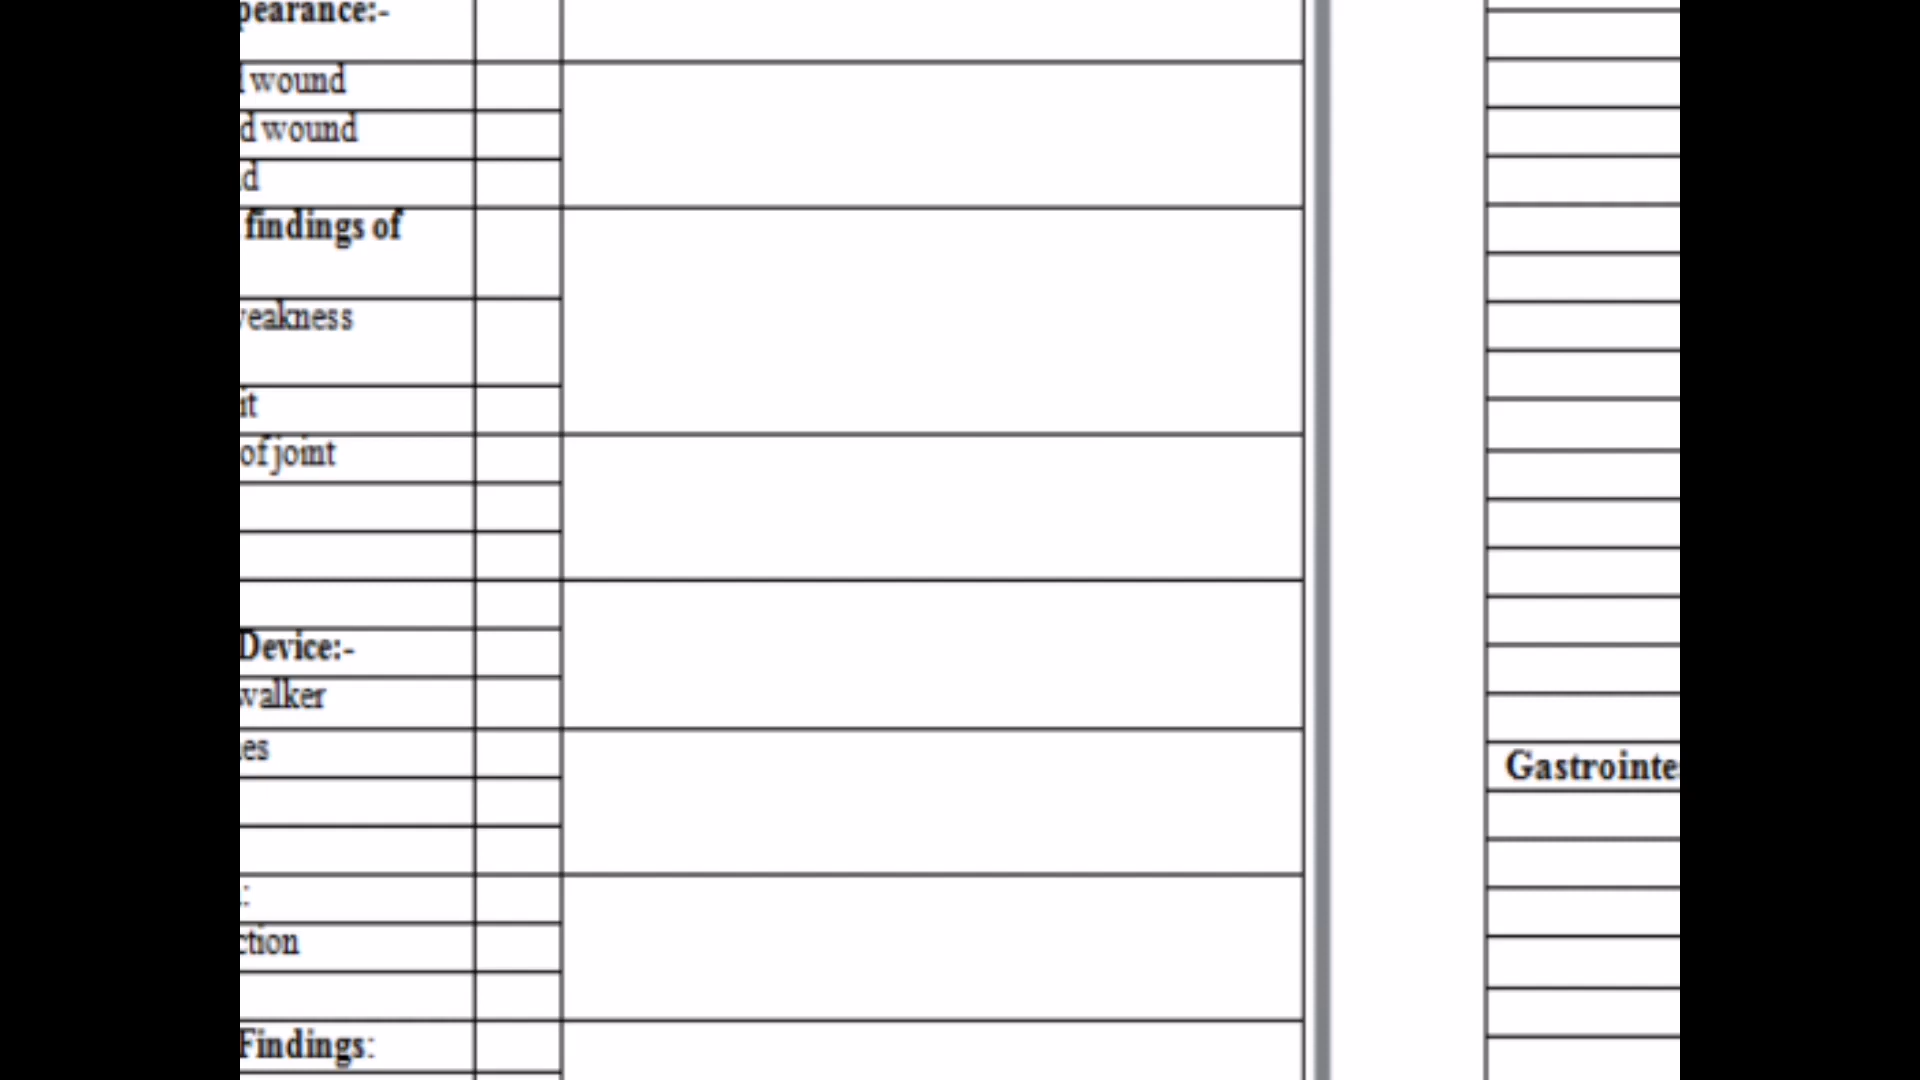 pearance:-
wound
d wound
d
findings of
eakness
it
of joint
Device:-
walker
es
:
ction
Findings:
Gastrointe